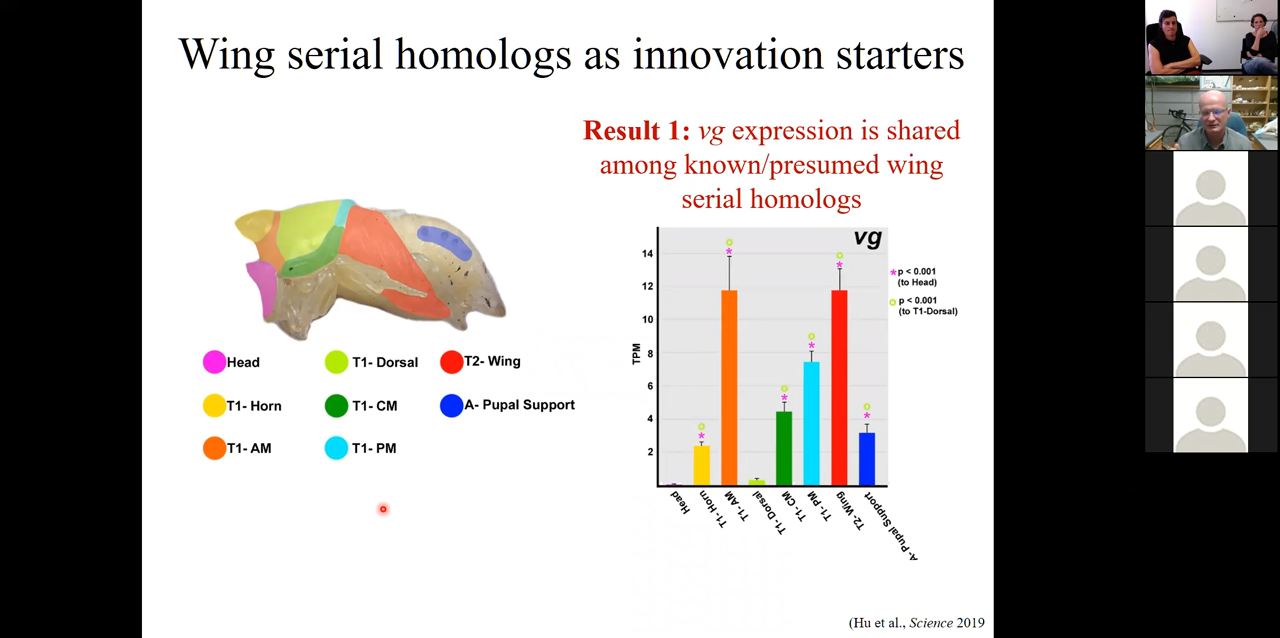 Wing serial homologs as innovation starters
Result 1: vg expression is shared
among known/presumed wing
serial homologs
Head
T1- Dorsal
T2- Wing
T1- Horn
T1- CM
A- Pupal Support
T1- AM
T1- PM
vg
14
12
10
8
6
4
2
TPM
* p < 0.001
(to Head)
o p < 0.001
(to T1-Dorsal)
Head
T1- Horn
T1- AM
T1- Dorsal
T1- CM
T1- PM
T2- Wing
A- Pupal Support
(Hu et al., Science 2019